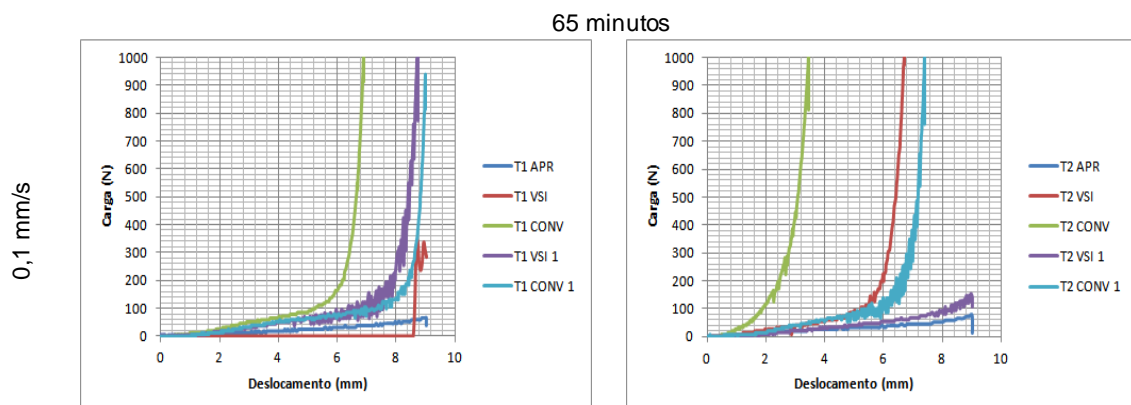 65 minutos
0,1 mm/s
Carga (N)
1000
900
800
700
600
500
400
300
200
100
0
0 2 4 6 8 10
Deslocamento (mm)
T1 APR
T1 VSI
T1 CONV
T1 VSI 1
T1 CONV 1
Carga (N)
1000
900
800
700
600
500
400
300
200
100
0
0 2 4 6 8 10
Deslocamento (mm)
T2 APR
T2 VSI
T2 CONV
T2 VSI 1
T2 CONV 1